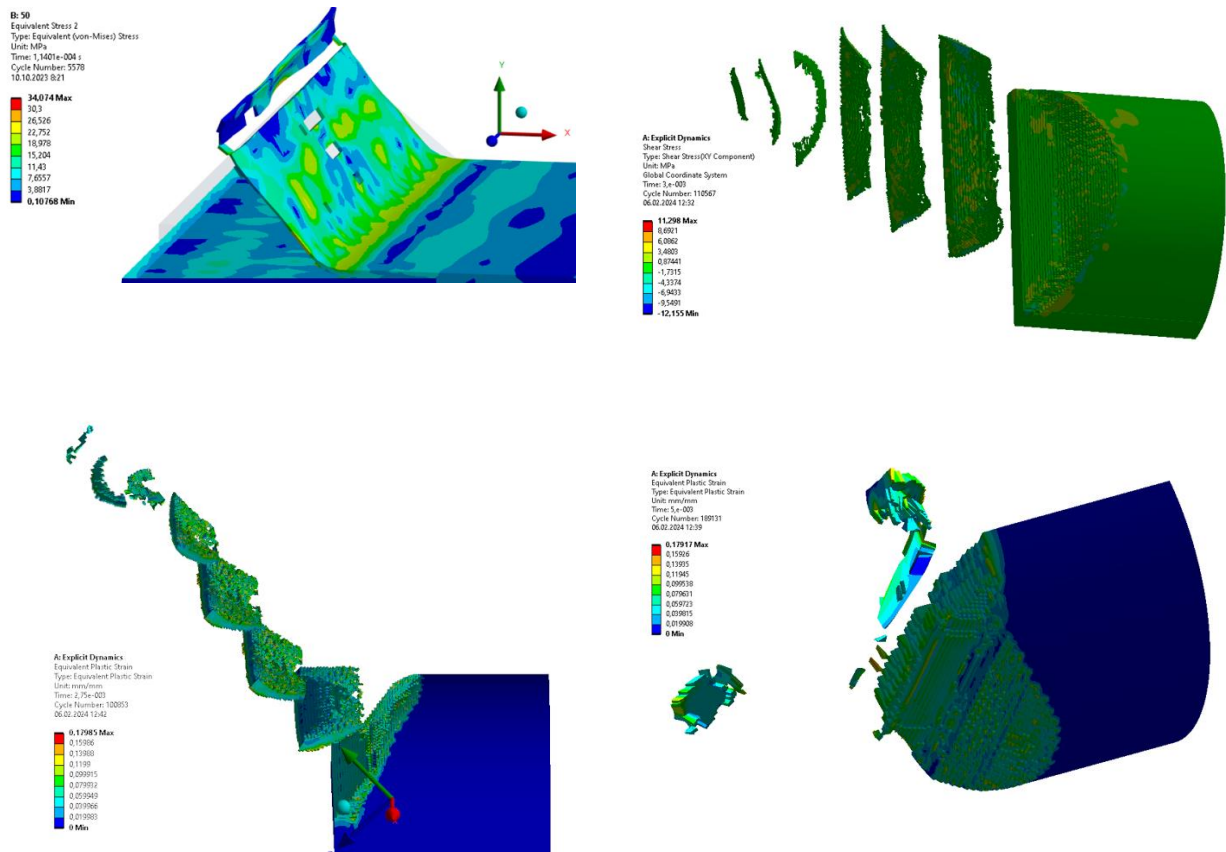 B: 50
Equivalent Stress 2
Type: Equivalent (von-Mises) Stress
Unit: MPa
Time: 1,1401e-004 s
Cycle Number: 5578
10.10.2023 8:21
34,074 Max
30,3
26,526
22,752
18,978
15,204
11,43
7,6557
3,8817
0,10768 Min
Y
X
A: Explicit Dynamics
Shear Stress
Type: Shear Stress(XY Component)
Unit: MPa
Global Coordinate System
Time: 3,e-003
Cycle Number: 110567
06.02.2024 12:32
11,298 Max
8,6921
6,0862
3,4803
0,87441
-1,7315
-4,3374
-6,9433
-9,5491
-12,155 Min
A: Explicit Dynamics
Equivalent Plastic Strain
Type: Equivalent Plastic Strain
Unit: mm/mm
Time: 2,75e-003
Cycle Number: 100853
06.02.2024 12:42
0,17985 Max
0,15986
0,13988
0,1199
0,099915
0,079932
0,059949
0,039966
0,019983
0 Min
A: Explicit Dynamics
Equivalent Plastic Strain
Type: Equivalent Plastic Strain
Unit: mm/mm
Time: 5,e-003
Cycle Number: 189131
06.02.2024 12:39
0,17917 Max
0,15926
0,13935
0,11945
0,099538
0,079631
0,059723
0,039815
0,019908
0 Min